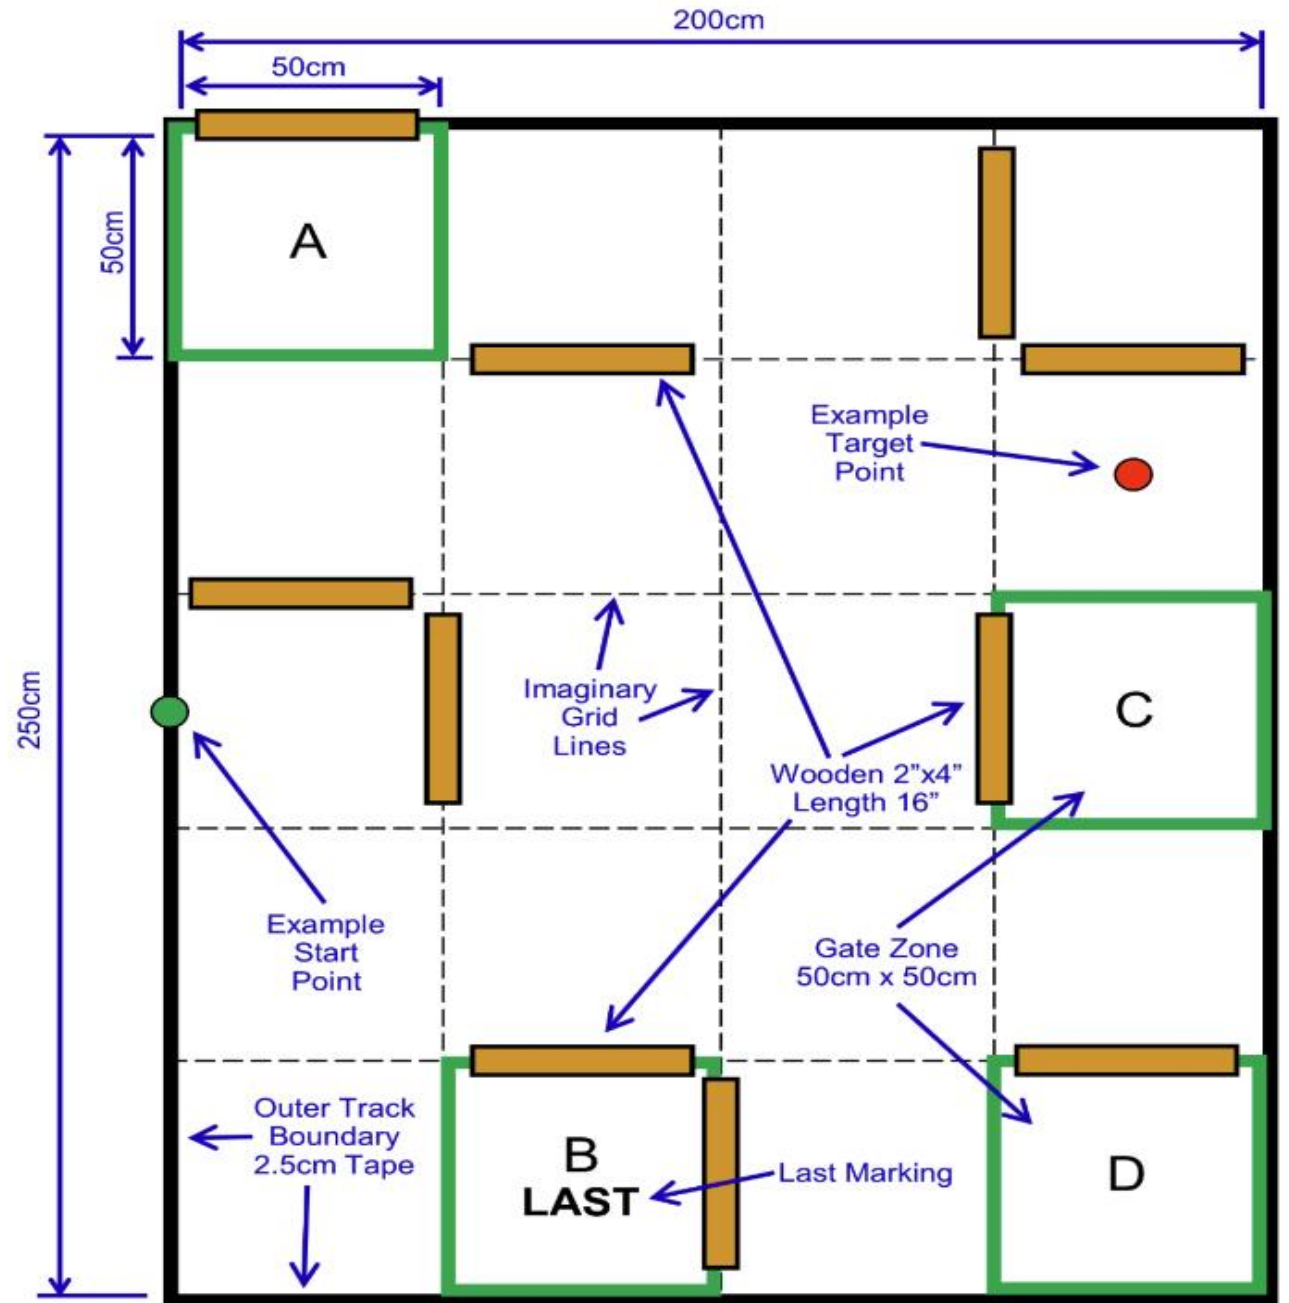 200cm
50cm
50cm
A
Example
Target
Point
250cm
Imaginary
Grid
Lines
C
Wooden 2”x4”
Length 16”
Example
Start
Point
Gate Zone
50cm x 50cm
Outer Track
Boundary
2.5cm Tape
B
LAST
Last Marking
D